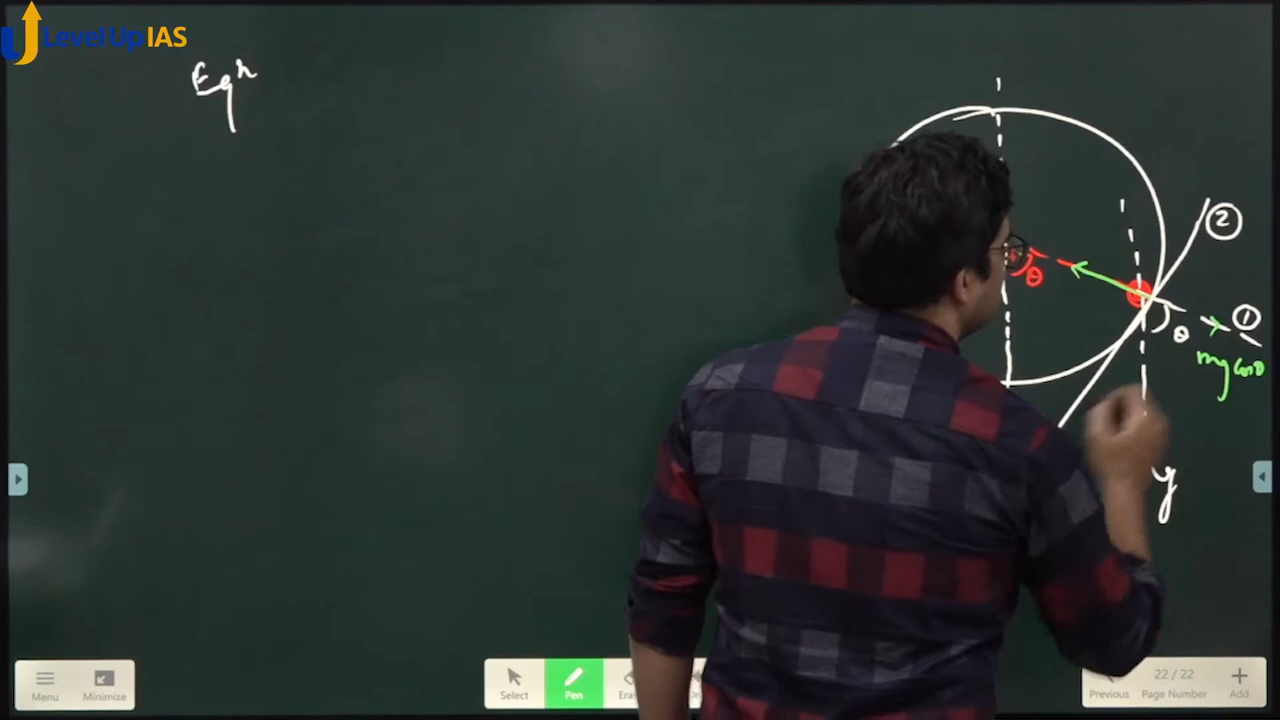 Level Up IAS
Eqn
②
θ
①
θ
mg cosθ
y
Menu
Minimize
Select
Pen
Previous
22 / 22
Page Number
Add